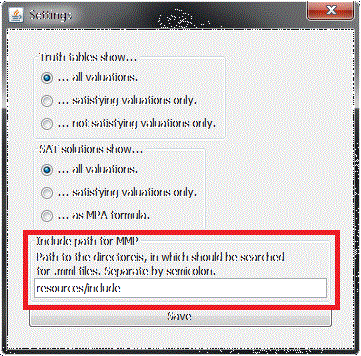 Settings
Truth tables show...
... all valuations.
... satisfying valuations only.
... not satisfying valuations only.
SAT solutions show...
... all valuations.
... satisfying valuations only.
... as MPA formula.
Include path for MMP
Path to the directoreis, in which should be searched
for .mml files. Separate by semicolon.
resources/include
Save